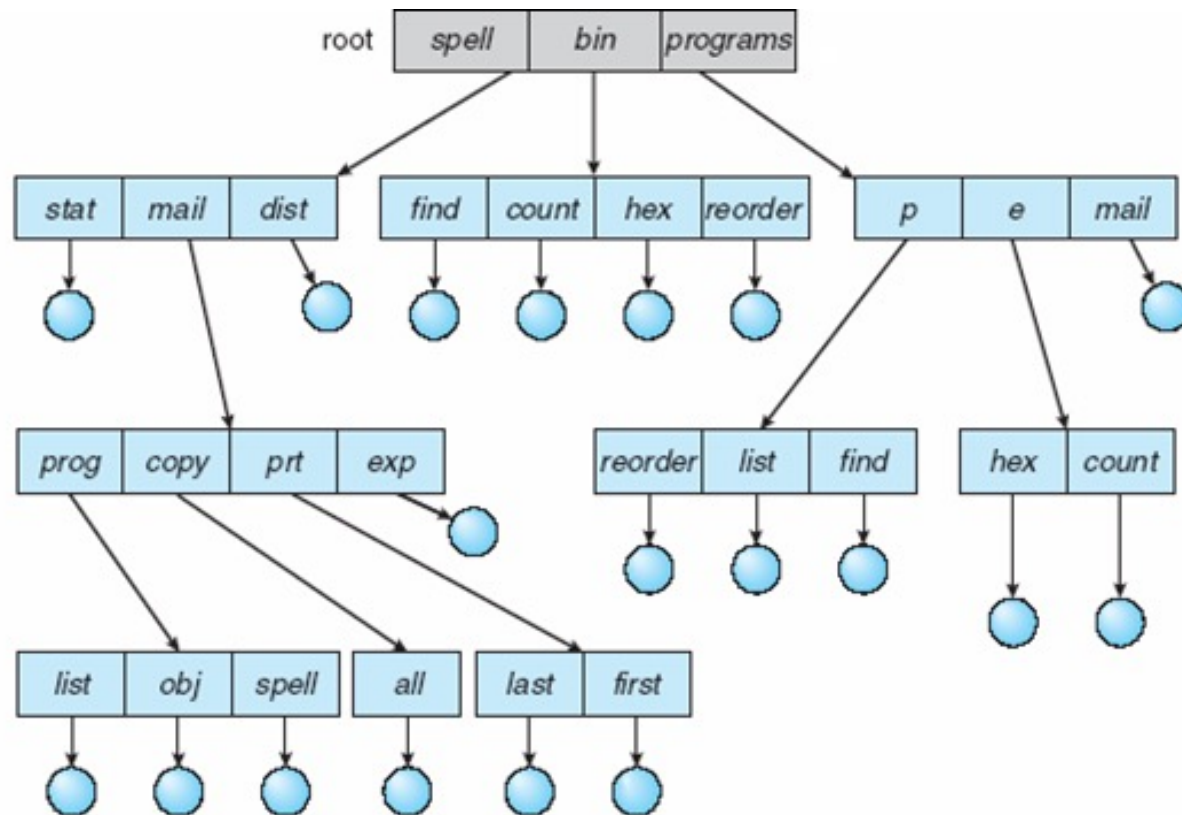 root spell bin programs
stat mail dist find count hex reorder p e mail
prog copy prt exp reorder list find hex count
list obj spell all last first